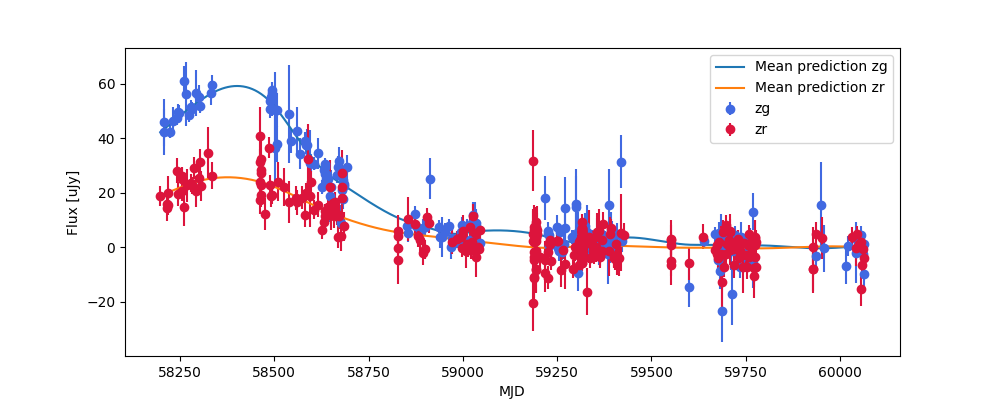 Mean prediction zg
Mean prediction zr
zg
zr
60
40
20
0
−20
Flux [uJy]
58250 58500 58750 59000 59250 59500 59750 60000
MJD